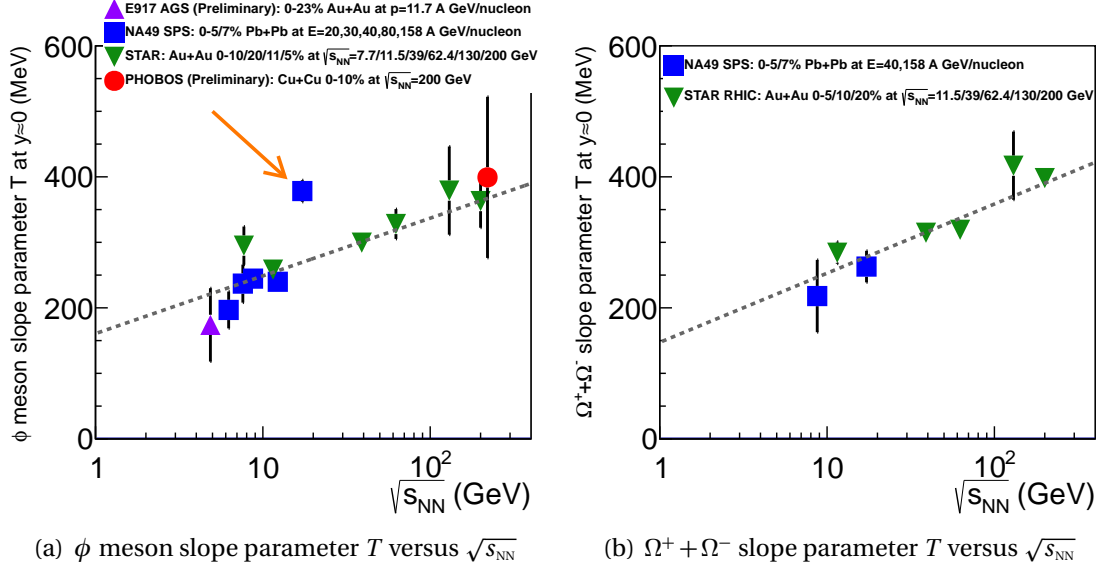 E917 AGS (Preliminary): 0-23% Au+Au at p=11.7 A GeV/nucleon
NA49 SPS: 0-5/7% Pb+Pb at E=20,30,40,80,158 A GeV/nucleon
STAR: Au+Au 0-10/20/11/5% at √sNN=7.7/11.5/39/62.4/130/200 GeV
PHOBOS (Preliminary): Cu+Cu 0-10% at √sNN=200 GeV
ϕ meson slope parameter T at y≈0 (MeV)
600
400
200
0
1
10
10²
√sNN (GeV)
(a) ϕ meson slope parameter T versus √sNN
NA49 SPS: 0-5/7% Pb+Pb at E=40,158 A GeV/nucleon
STAR RHIC: Au+Au 0-5/10/20% at √sNN=11.5/39/62.4/130/200 GeV
Ω⁺+Ω⁻ slope parameter T at y≈0 (MeV)
600
400
200
0
1
10
10²
√sNN (GeV)
(b) Ω⁺ + Ω⁻ slope parameter T versus √sNN